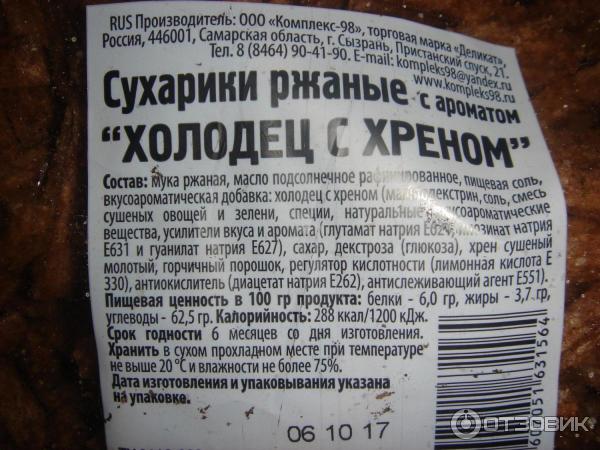 RUS Производитель: ООО «Комплекс-98», торговая марка «Деликат»,
Россия, 446001, Самарская область, г. Сызрань, Пристанский спуск, 21.
Тел. 8 (8464) 90-41-90. E-mail: kompleks98@yandex.ru
www.kompleks98.ru
Сухарики ржаные с ароматом
“ХОЛОДЕЦ С ХРЕНОМ”
Состав: мука ржаная, масло подсолнечное рафинированное, пищевая соль,
вкусоароматическая добавка: холодец с хреном (мальтодекстрин, соль, смесь
сушеных овощей и зелени, специи, натуральные вкусоароматические
вещества, усилители вкуса и аромата (глутамат натрия Е621, инозинат натрия
Е631 и гуанилат натрия Е627), сахар, декстроза (глюкоза), хрен сушеный
молотый, горчичный порошок, регулятор кислотности (лимонная кислота Е
330), антиокислитель (диацетат натрия Е262), антислеживающий агент Е551).
Пищевая ценность в 100 гр продукта: белки - 6,0 гр, жиры - 3,7 гр,
углеводы - 62,5 гр. Калорийность: 288 ккал/1200 кДж.
Срок годности 6 месяцев со дня изготовления.
Хранить в сухом прохладном месте при температуре
не выше 20°С и влажности не более 75%.
Дата изготовления и упаковывания указана
на упаковке.
06 10 17
051 631564
ОТЗОВИК